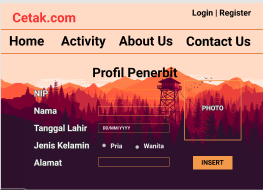 Cetak.com
Login | Register
Home Activity About Us Contact Us
Profil Penerbit
NIP
Nama
PHOTO
Tanggal Lahir DD/MM/YYYY
Jenis Kelamin Pria Wanita
Alamat
INSERT